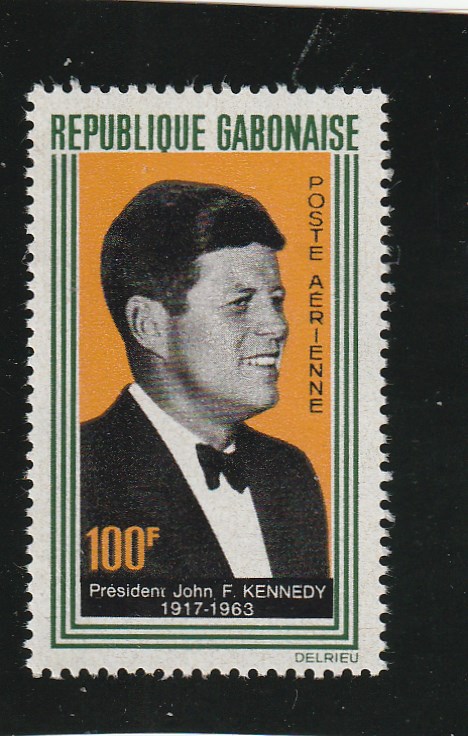 REPUBLIQUE GABONAISE
POSTE AÉRIENNE
100F
Président John. F. KENNEDY
1917-1963
DELRIEU